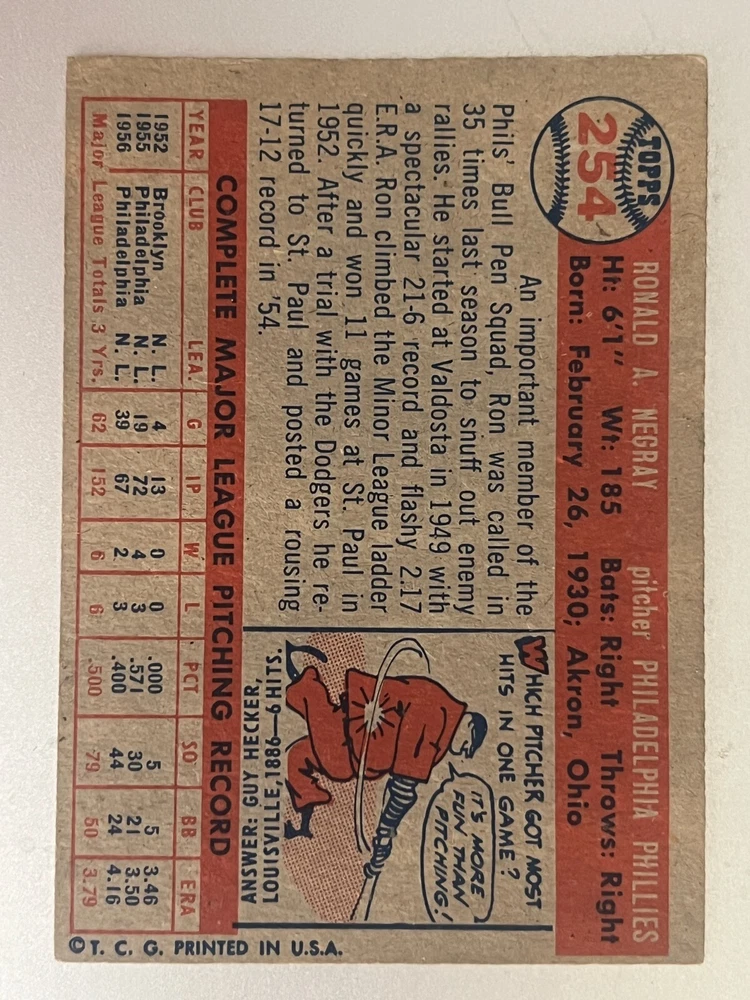 TOPPS
254
RONALD A. NEGRAY pitcher PHILADELPHIA PHILLIES
Ht: 6'1" Wt: 185 Bats: Right Throws: Right
Born: February 26, 1930; Akron, Ohio
An important member of the
Phils' Bull Pen Squad, Ron was called in
35 times last season to snuff out enemy
rallies. He started at Valdosta in 1949 with
a spectacular 21-6 record and flashy 2.17
E.R.A. Ron climbed the Minor League ladder
quickly and won 11 games at St. Paul in
1952. After a trial with the Dodgers he re-
turned to St. Paul and posted a rousing
17-12 record in '54.
WHICH PITCHER GOT MOST
HITS IN ONE GAME?
IT'S MORE
FUN THAN
PITCHING!
ANSWER: GUY HECKER,
LOUISVILLE, 1886—6 HITS.
COMPLETE MAJOR LEAGUE PITCHING RECORD
YEAR CLUB LEA. G IP W L PCT SO BB ERA
1952 Brooklyn N. L. 4 13 0 0 .000 5 5 3.46
1955 Philadelphia N. L. 19 72 4 3 .571 30 21 3.50
1956 Philadelphia N. L. 39 67 2 3 .400 44 24 4.16
Major League Totals 3 Yrs. 62 152 6 6 .500 79 50 3.79
© T. C. G. PRINTED IN U.S.A.